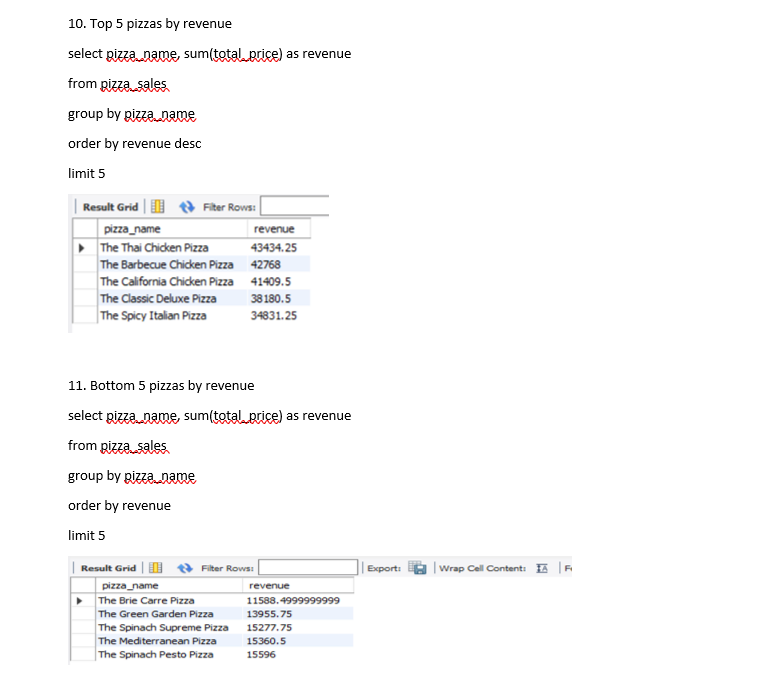 10. Top 5 pizzas by revenue
select pizza_name, sum(total_price) as revenue
from pizza_sales
group by pizza_name
order by revenue desc
limit 5
Result Grid Filter Rows:
pizza_name revenue
The Thai Chicken Pizza 43434.25
The Barbecue Chicken Pizza 42768
The California Chicken Pizza 41409.5
The Classic Deluxe Pizza 38180.5
The Spicy Italian Pizza 34831.25
11. Bottom 5 pizzas by revenue
select pizza_name, sum(total_price) as revenue
from pizza_sales
group by pizza_name
order by revenue
limit 5
Result Grid Filter Rows: Export: Wrap Cell Content: IA
pizza_name revenue
The Brie Carre Pizza 11588.4999999999
The Green Garden Pizza 13955.75
The Spinach Supreme Pizza 15277.75
The Mediterranean Pizza 15360.5
The Spinach Pesto Pizza 15596